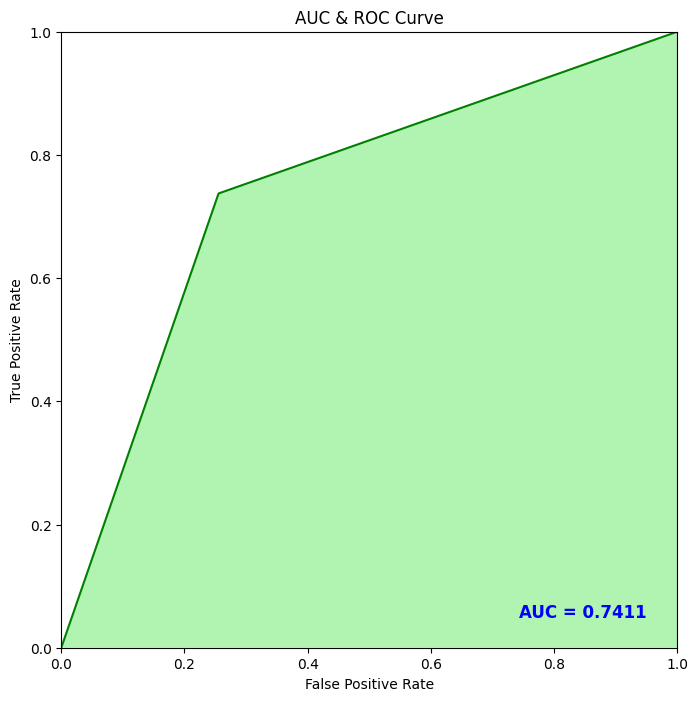 AUC & ROC Curve
1.0
0.8
0.6
0.4
0.2
0.0
True Positive Rate
AUC = 0.7411
0.0 0.2 0.4 0.6 0.8 1.0
False Positive Rate